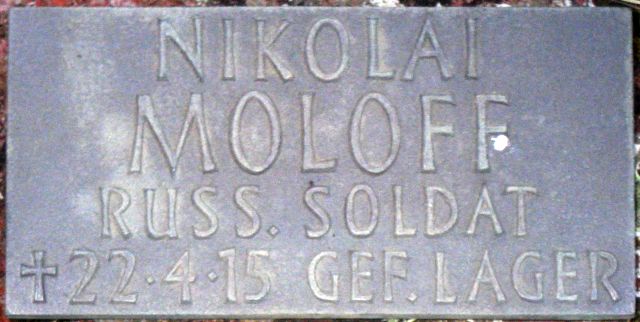 NIKOLAI
MOLOFF
RUSS. SOLDAT
✝22·4·15 GEF. LAGER